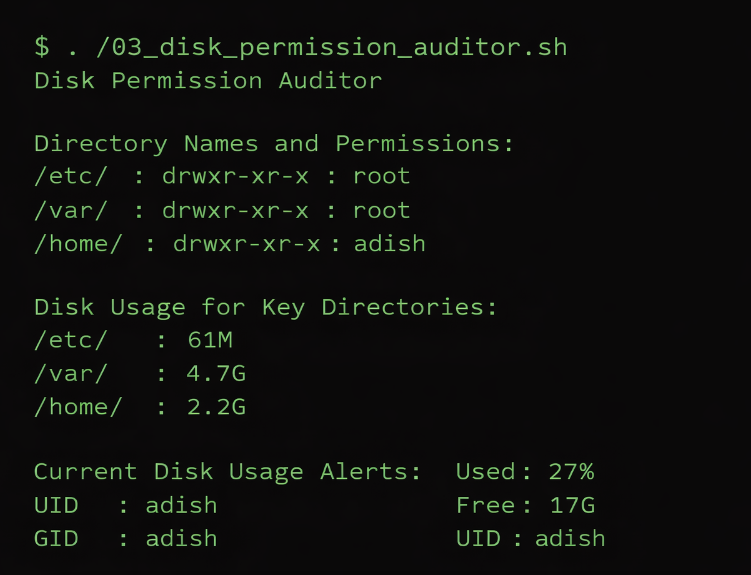 $ . /03_disk_permission_auditor.sh
Disk Permission Auditor
Directory Names and Permissions:
/etc/ : drwxr-xr-x : root
/var/ : drwxr-xr-x : root
/home/ : drwxr-xr-x : adish
Disk Usage for Key Directories:
/etc/ : 61M
/var/ : 4.7G
/home/ : 2.2G
Current Disk Usage Alerts: Used : 27%
UID : adish Free : 17G
GID : adish UID : adish